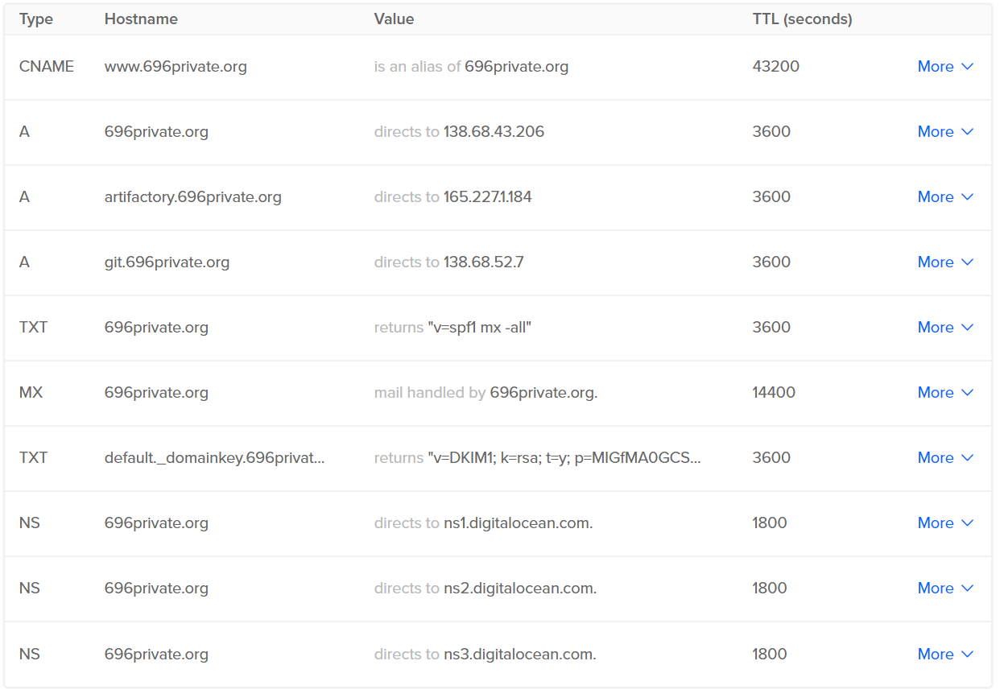 Type Hostname Value TTL (seconds)
CNAME www.696private.org is an alias of 696private.org 43200 More
A 696private.org directs to 138.68.43.206 3600 More
A artifactory.696private.org directs to 165.227.1.184 3600 More
A git.696private.org directs to 138.68.52.7 3600 More
TXT 696private.org returns "v=spf1 mx -all" 3600 More
MX 696private.org mail handled by 696private.org. 14400 More
TXT default._domainkey.696privat... returns "v=DKIM1; k=rsa; t=y; p=MIGfMA0GCS... 3600 More
NS 696private.org directs to ns1.digitalocean.com. 1800 More
NS 696private.org directs to ns2.digitalocean.com. 1800 More
NS 696private.org directs to ns3.digitalocean.com. 1800 More